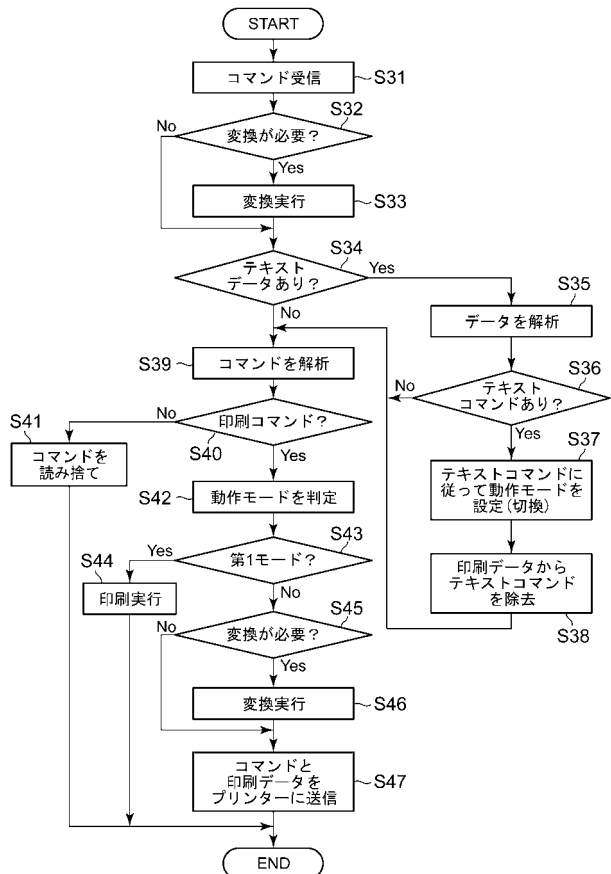 START
コマンド受信
S31
変換が必要?
S32
No
Yes
変換実行
S33
テキスト
データあり?
S34
Yes
No
データを解析
S35
テキスト
コマンドあり?
S36
No
Yes
テキストコマンドに
従って動作モードを
設定(切換)
S37
印刷データから
テキストコマンド
を除去
S38
コマンドを解析
S39
印刷コマンド?
S40
No
Yes
コマンドを
読み捨て
S41
動作モードを判定
S42
第1モード?
S43
Yes
No
印刷実行
S44
変換が必要?
S45
No
Yes
変換実行
S46
コマンドと
印刷データを
プリンターに送信
S47
END